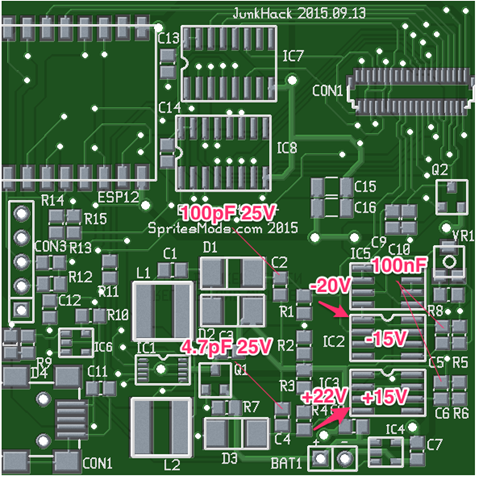 JunkHack 2015.09.13
C13
IC7
CON1
C14
IC8
ESP12
Q2
R14
R15
C15
C16
100pF 25V
SpritesMods.com 2015
CON3
R13
C9
C10
VR1
C1
D1
C2
IC5
100nF
R12
R11
L1
-20V
R1
C12
R10
D2
R8
IC2
-15V
IC6
IC1
C3
R2
4.7pF 25V
R9
D4
Q1
R3
IC3
C5
R5
C11
+22V
+15V
R7
R4
C6
R6
C4
IC4
CON1
L2
D3
BAT1
+
-
C7